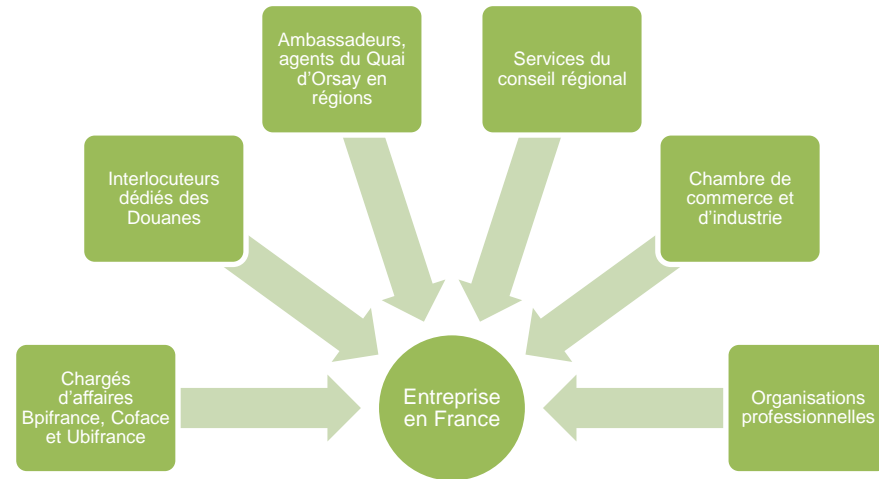 Ambassadeurs,
agents du Quai
d’Orsay en
régions
Services du
conseil régional
Interlocuteurs
dédiés des
Douanes
Chambre de
commerce et
d’industrie
Chargés
d’affaires
Bpifrance, Coface
et Ubifrance
Entreprise
en France
Organisations
professionnelles